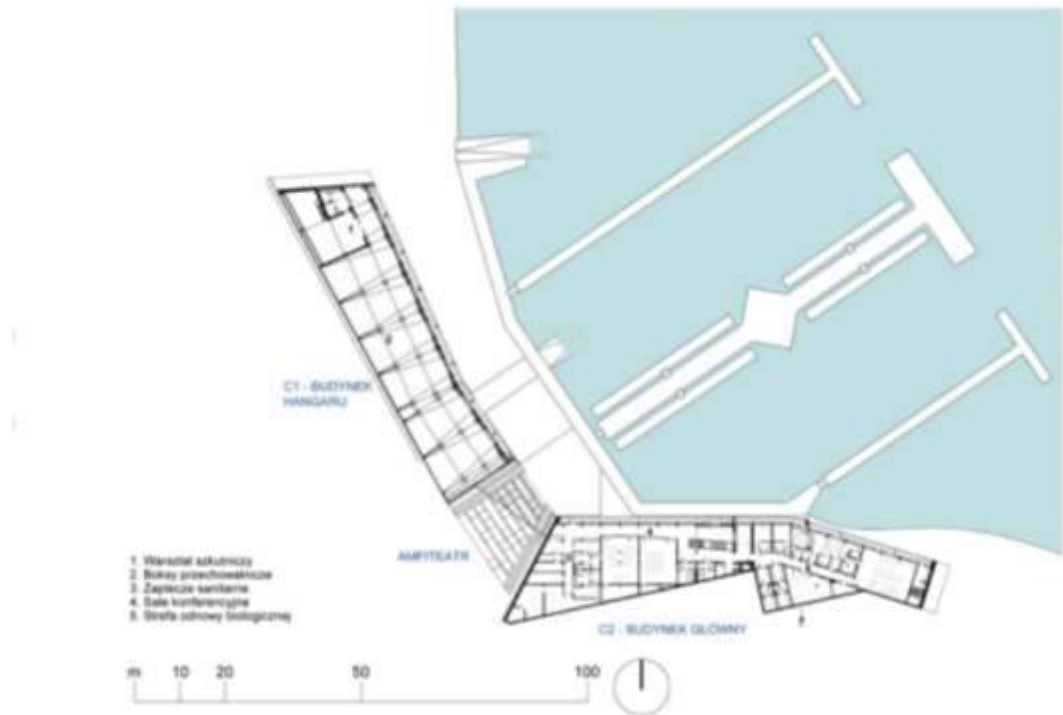 C1 - BUDYNEK
HANGARU
AMFITEATR
1. Warsztat szkutniczy
2. Boksy przechowalnicze
3. Zaplecze sanitarne
4. Sale konferencyjne
5. Strefa odnowy biologicznej
C2 - BUDYNEK GŁÓWNY
m 10 20 50 100